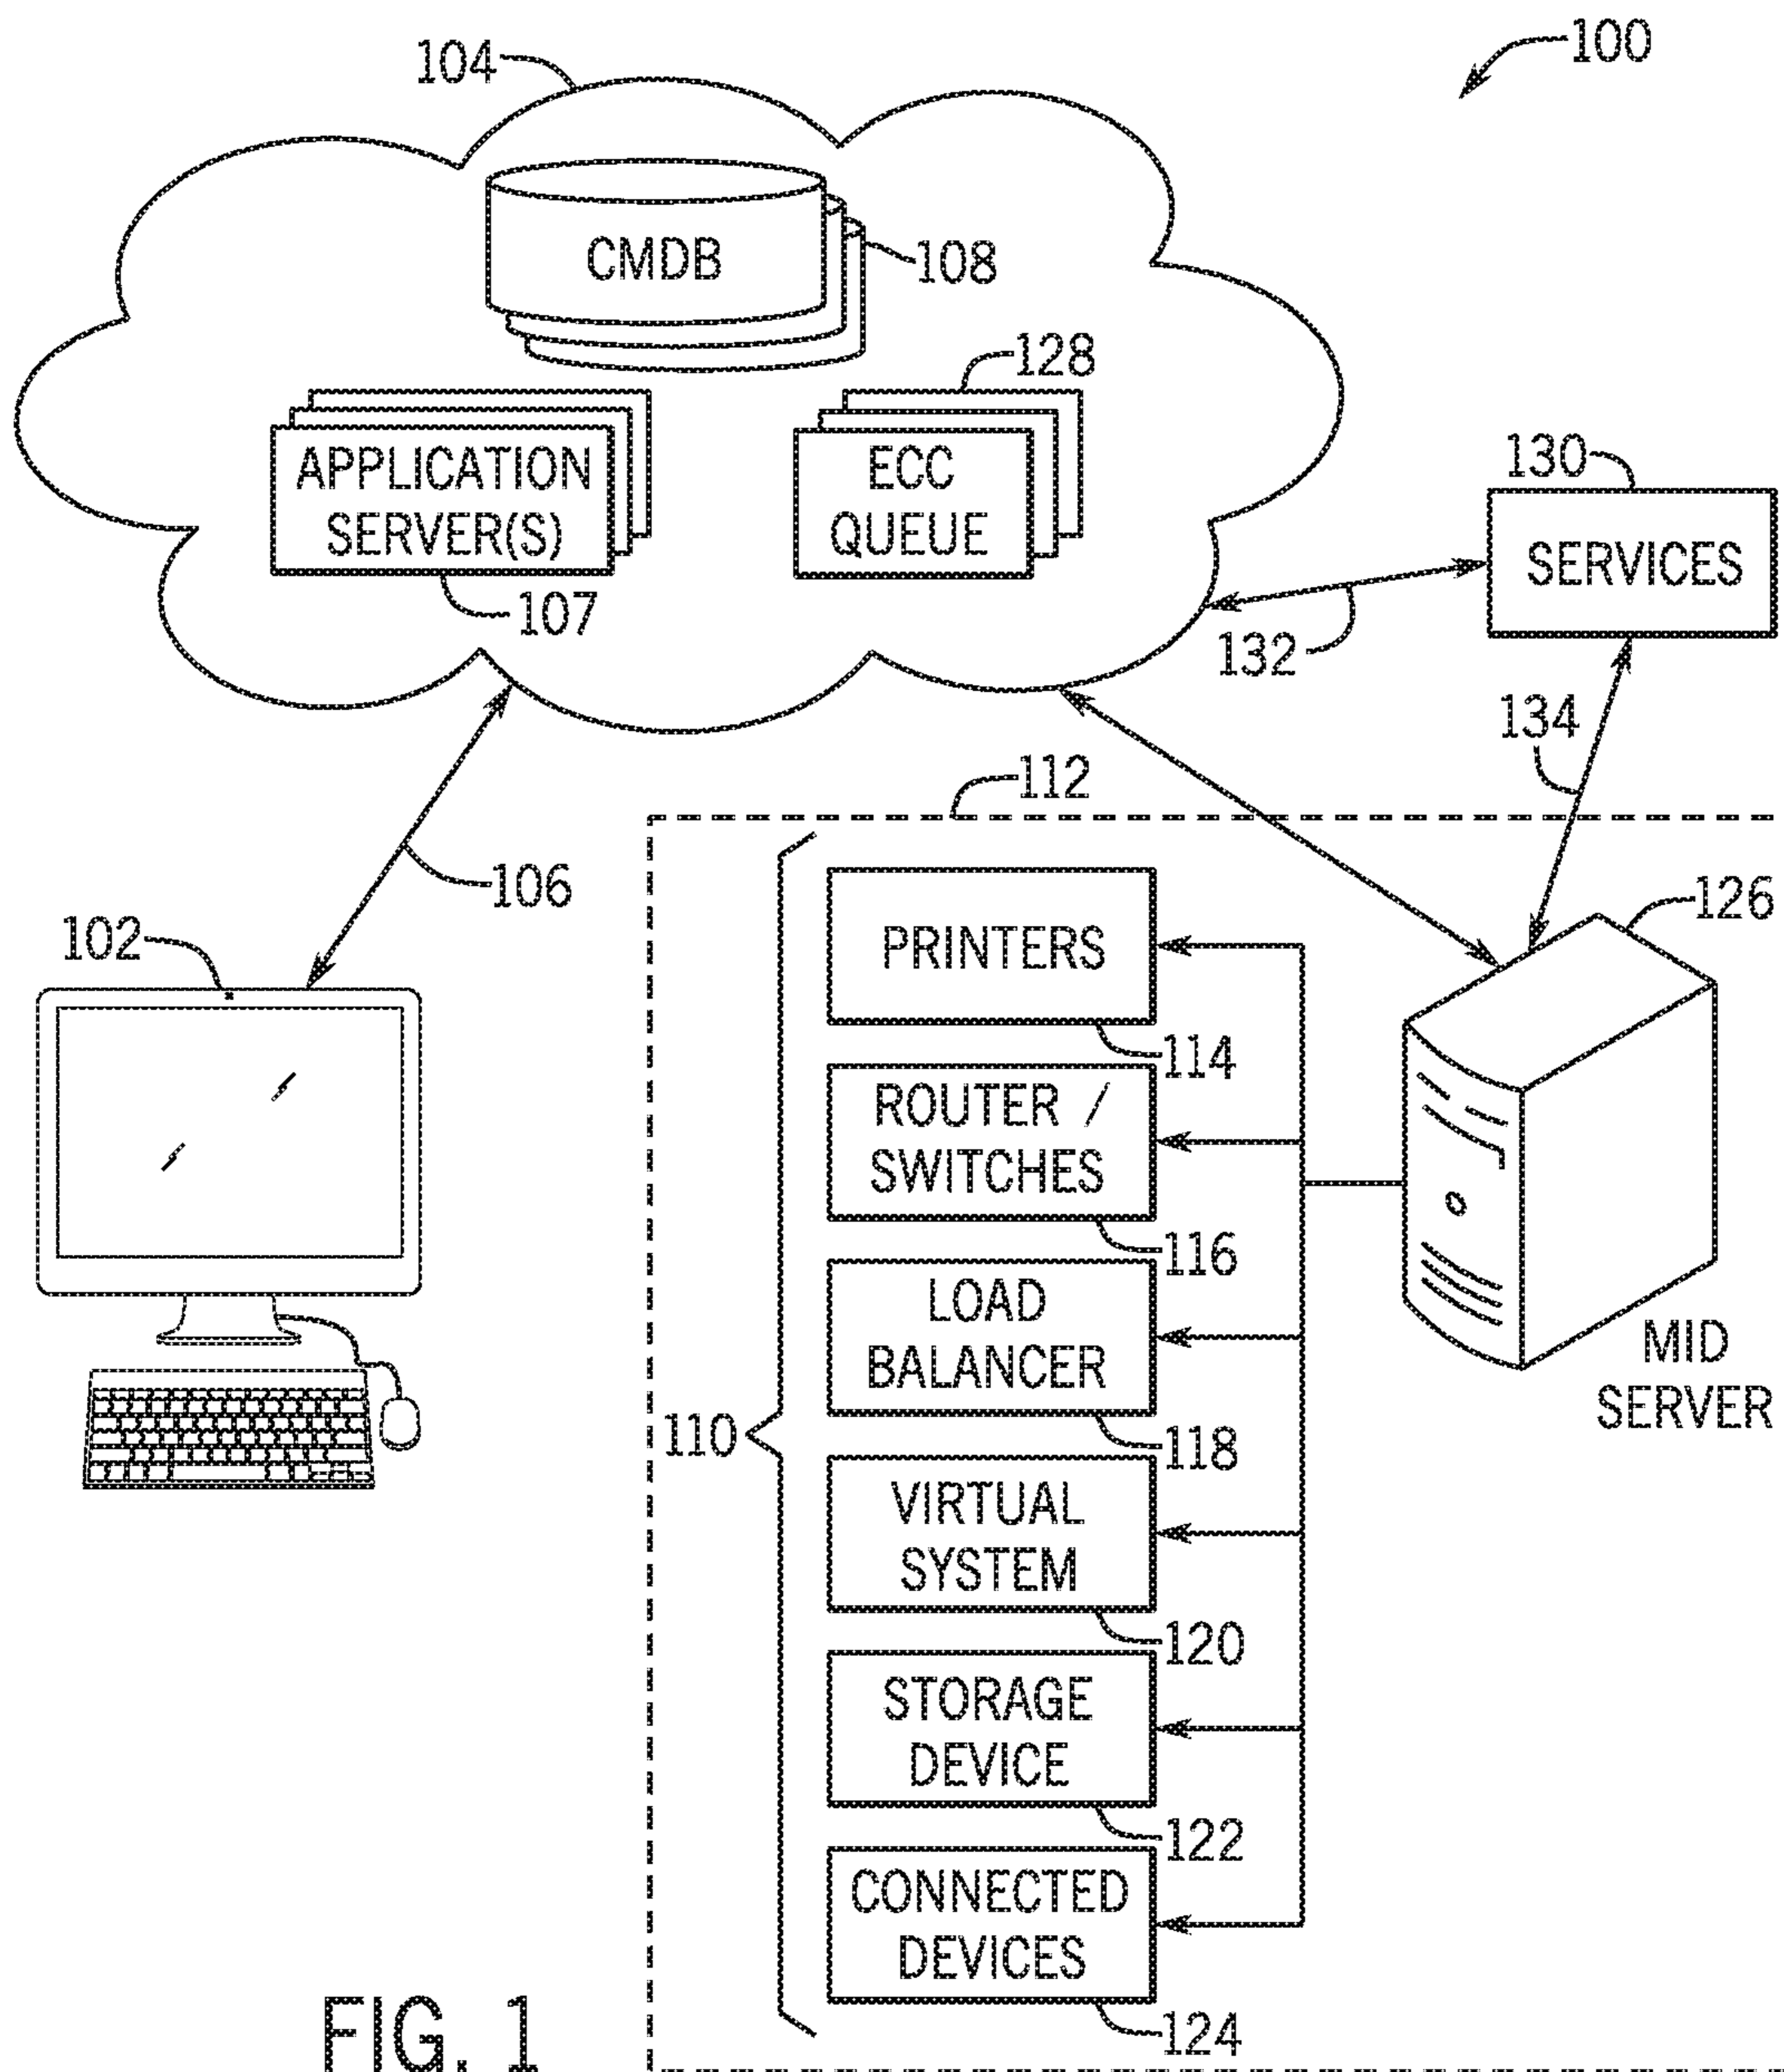 100
104
CMDB
108
128
APPLICATION
SERVER(S)
107
ECC
QUEUE
130
SERVICES
132
134
112
106
102
126
PRINTERS
114
ROUTER /
SWITCHES
116
LOAD
BALANCER
118
110
VIRTUAL
SYSTEM
120
STORAGE
DEVICE
122
CONNECTED
DEVICES
124
MID
SERVER
FIG. 1